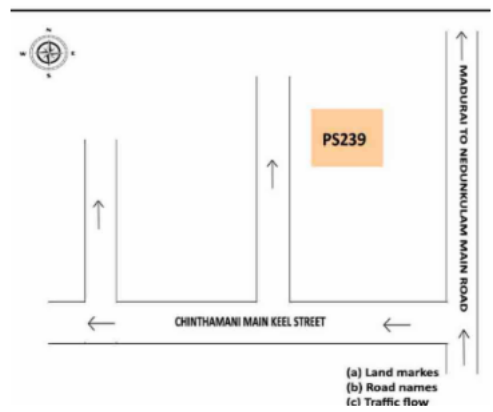 N
W E
S
PS239
MADURAI TO NEDUNKULAM MAIN ROAD
CHINTHAMANI MAIN KEEL STREET
(a) Land markes
(b) Road names
(c) Traffic flow